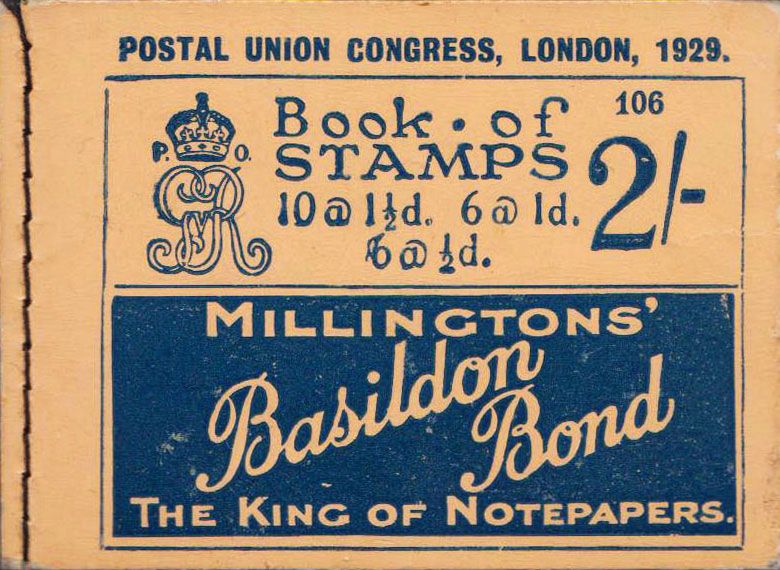 POSTAL UNION CONGRESS, LONDON, 1929.
106
Book · of
STAMPS
P. O.
GRV
10 @ 1½d. 6 @ 1d.
6 @ ½d.
2/-
MILLINGTONS'
Basildon
Bond
THE KING OF NOTEPAPERS.